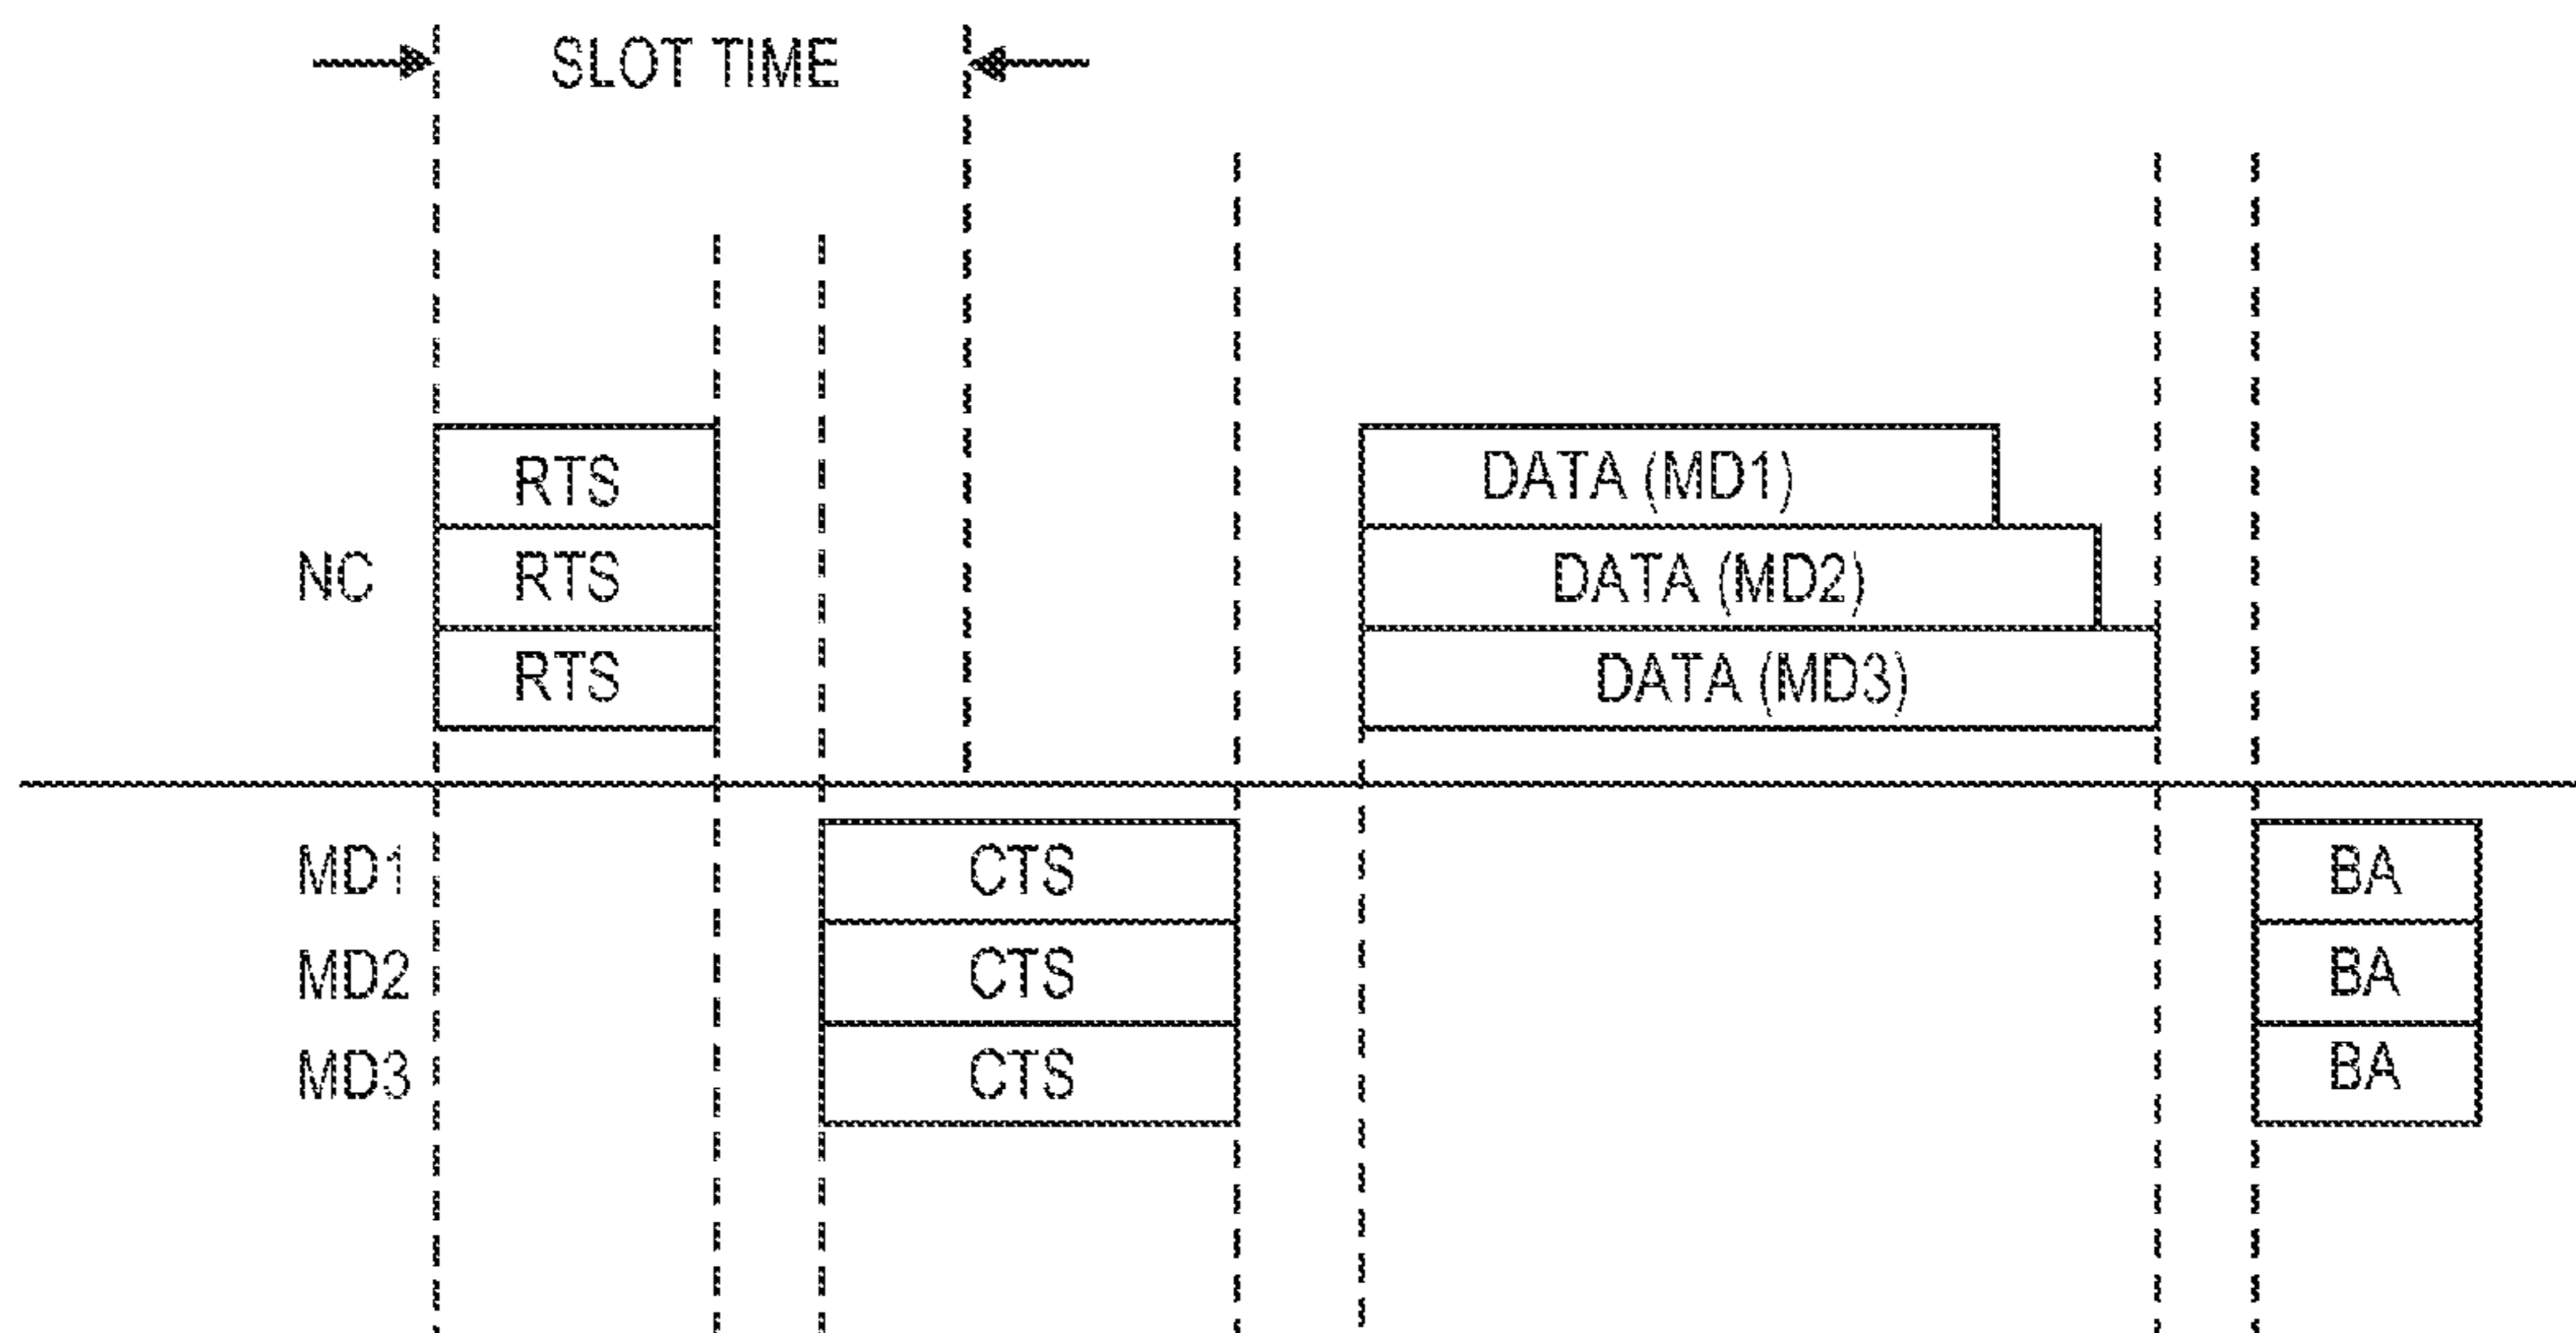 SLOT TIME
RTS DATA (MD1)
NC RTS DATA (MD2)
RTS DATA (MD3)
MD1 CTS BA
MD2 CTS BA
MD3 CTS BA